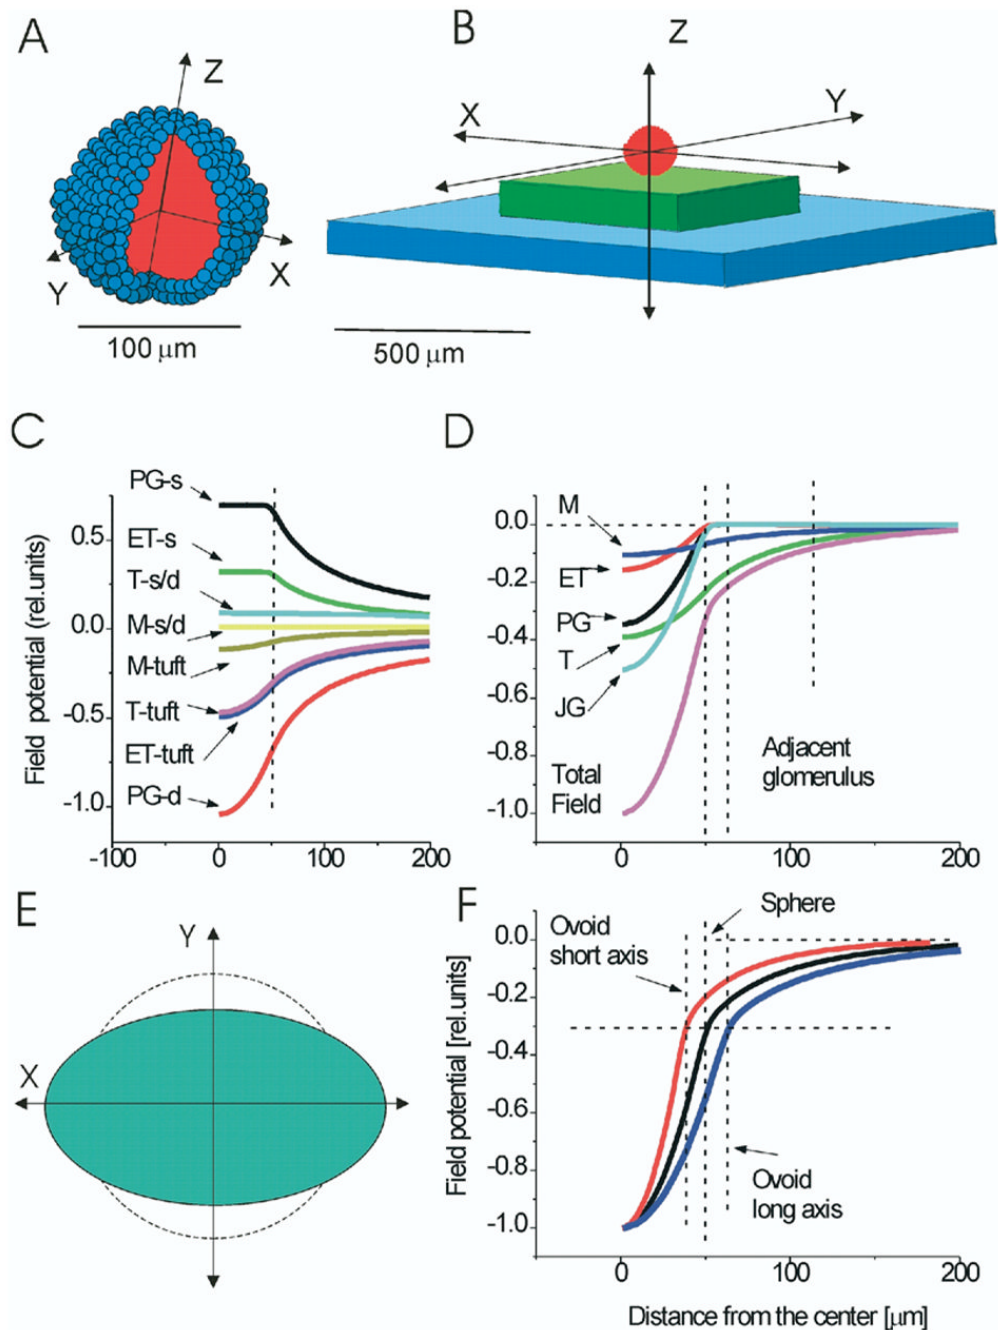 A
Z
Y
X
100 μm
B
Z
X
Y
500 μm
C
PG-s
ET-s
T-s/d
M-s/d
M-tuft
T-tuft
ET-tuft
PG-d
Field potential (rel.units)
0.5
0.0
-0.5
-1.0
-100
0
100
200
D
M
ET
PG
T
JG
Total
Field
Adjacent
glomerulus
0.0
-0.2
-0.4
-0.6
-0.8
-1.0
0
100
200
E
Y
X
F
Sphere
Ovoid
short axis
Ovoid
long axis
Field potential [rel.units]
0.0
-0.2
-0.4
-0.6
-0.8
-1.0
0
100
200
Distance from the center [μm]